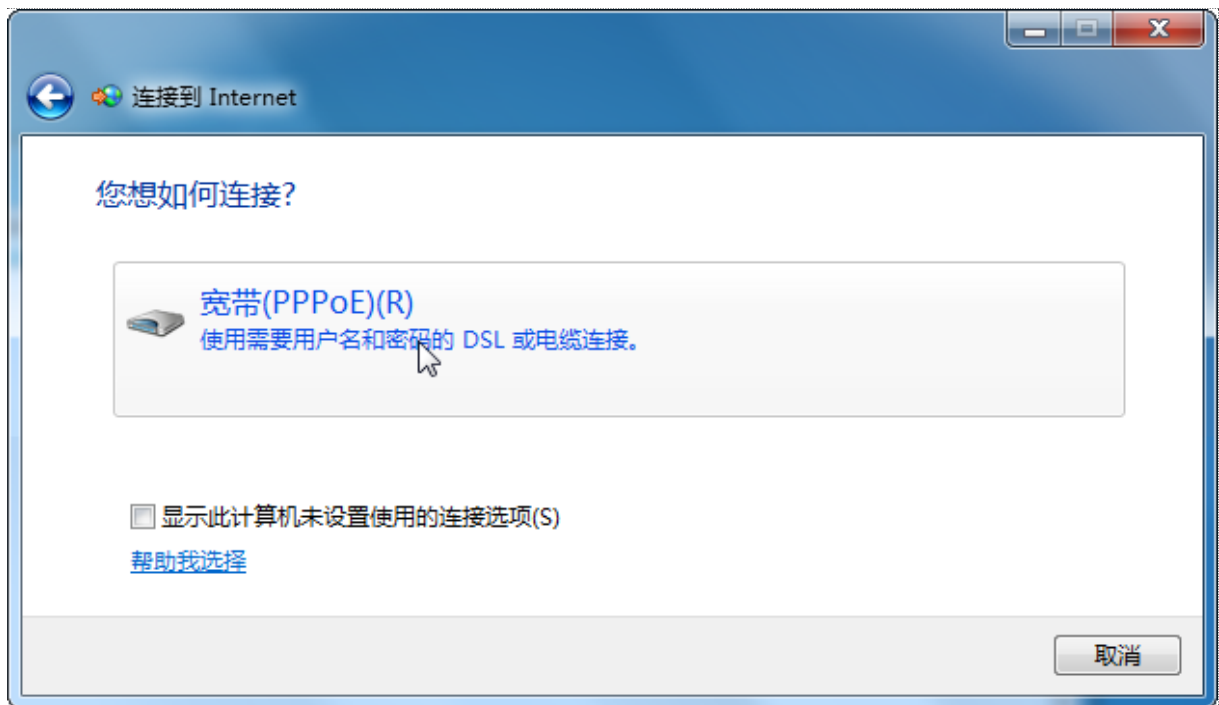 连接到 Internet
您想如何连接?
宽带(PPPoE)(R)
使用需要用户名和密码的 DSL 或电缆连接。
显示此计算机未设置使用的连接选项(S)
帮助我选择
取消